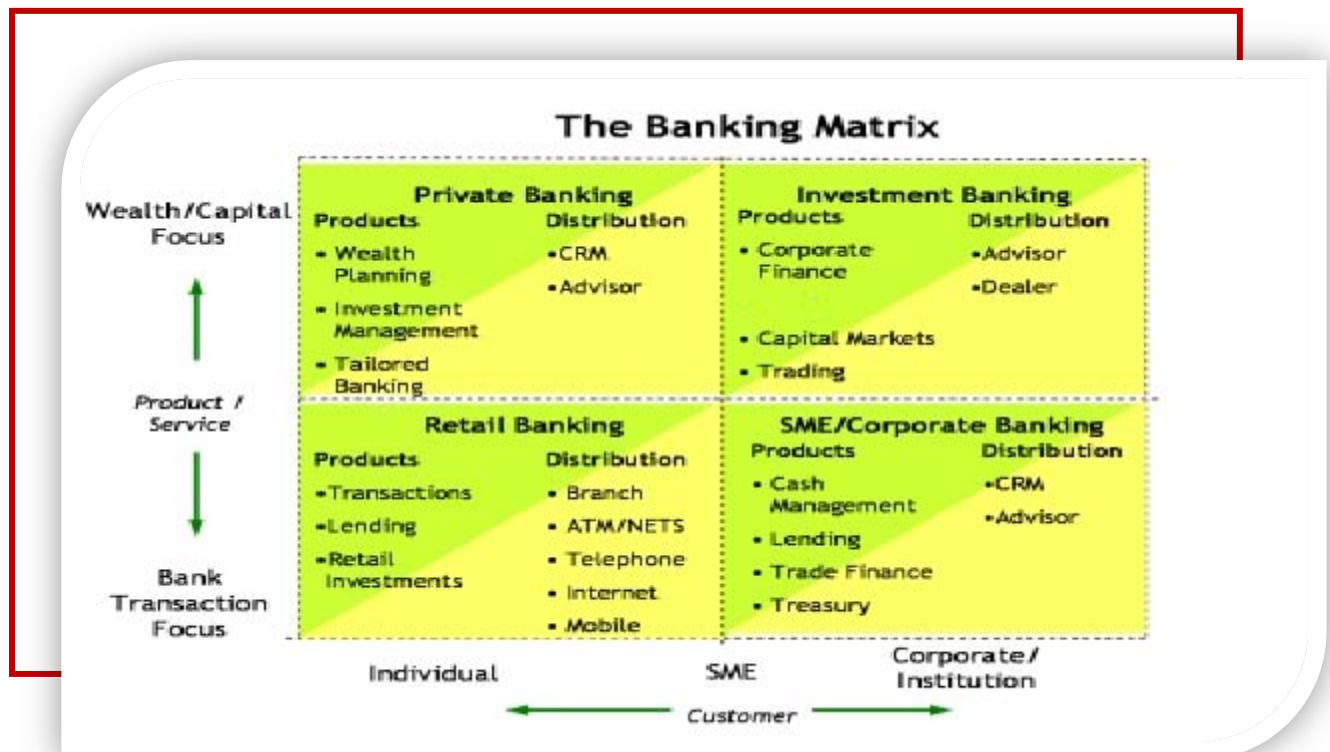 The Banking Matrix
Wealth/Capital
Focus
Product /
Service
Bank
Transaction
Focus
Private Banking
Products
• Wealth
Planning
• Investment
Management
• Tailored
Banking
Distribution
•CRM
•Advisor
Investment Banking
Products
• Corporate
Finance
• Capital Markets
• Trading
Distribution
•Advisor
•Dealer
Retail Banking
Products
•Transactions
•Lending
•Retail
Investments
Distribution
• Branch
• ATM/NETS
• Telephone
• Internet
• Mobile
SME/Corporate Banking
Products
• Cash
Management
• Lending
• Trade Finance
• Treasury
Distribution
•CRM
•Advisor
Individual
SME
Corporate/
Institution
Customer